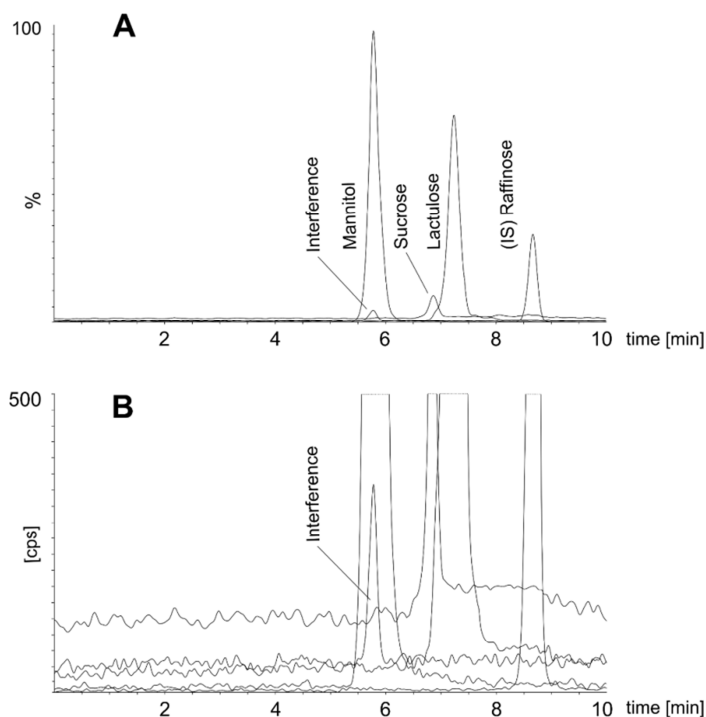 A
100
%
Interference
Mannitol
Sucrose
Lactulose
(IS) Raffinose
2
4
6
8
10
time [min]
B
500
[cps]
Interference
2
4
6
8
10
time [min]